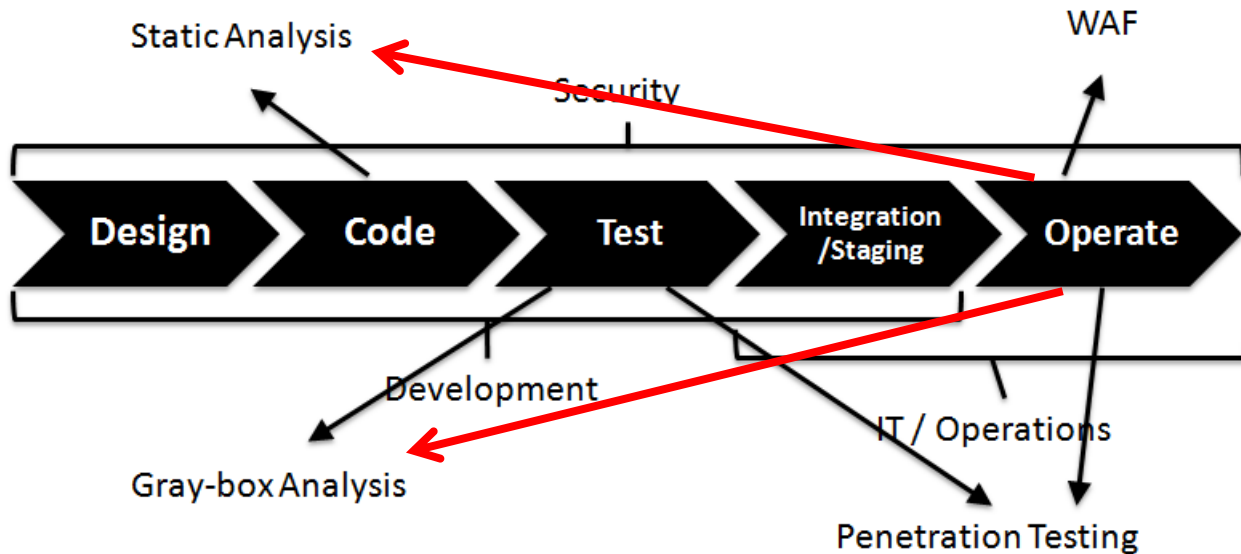 Static Analysis
WAF
Security
Design
Code
Test
Integration
/Staging
Operate
Development
IT / Operations
Gray-box Analysis
Penetration Testing